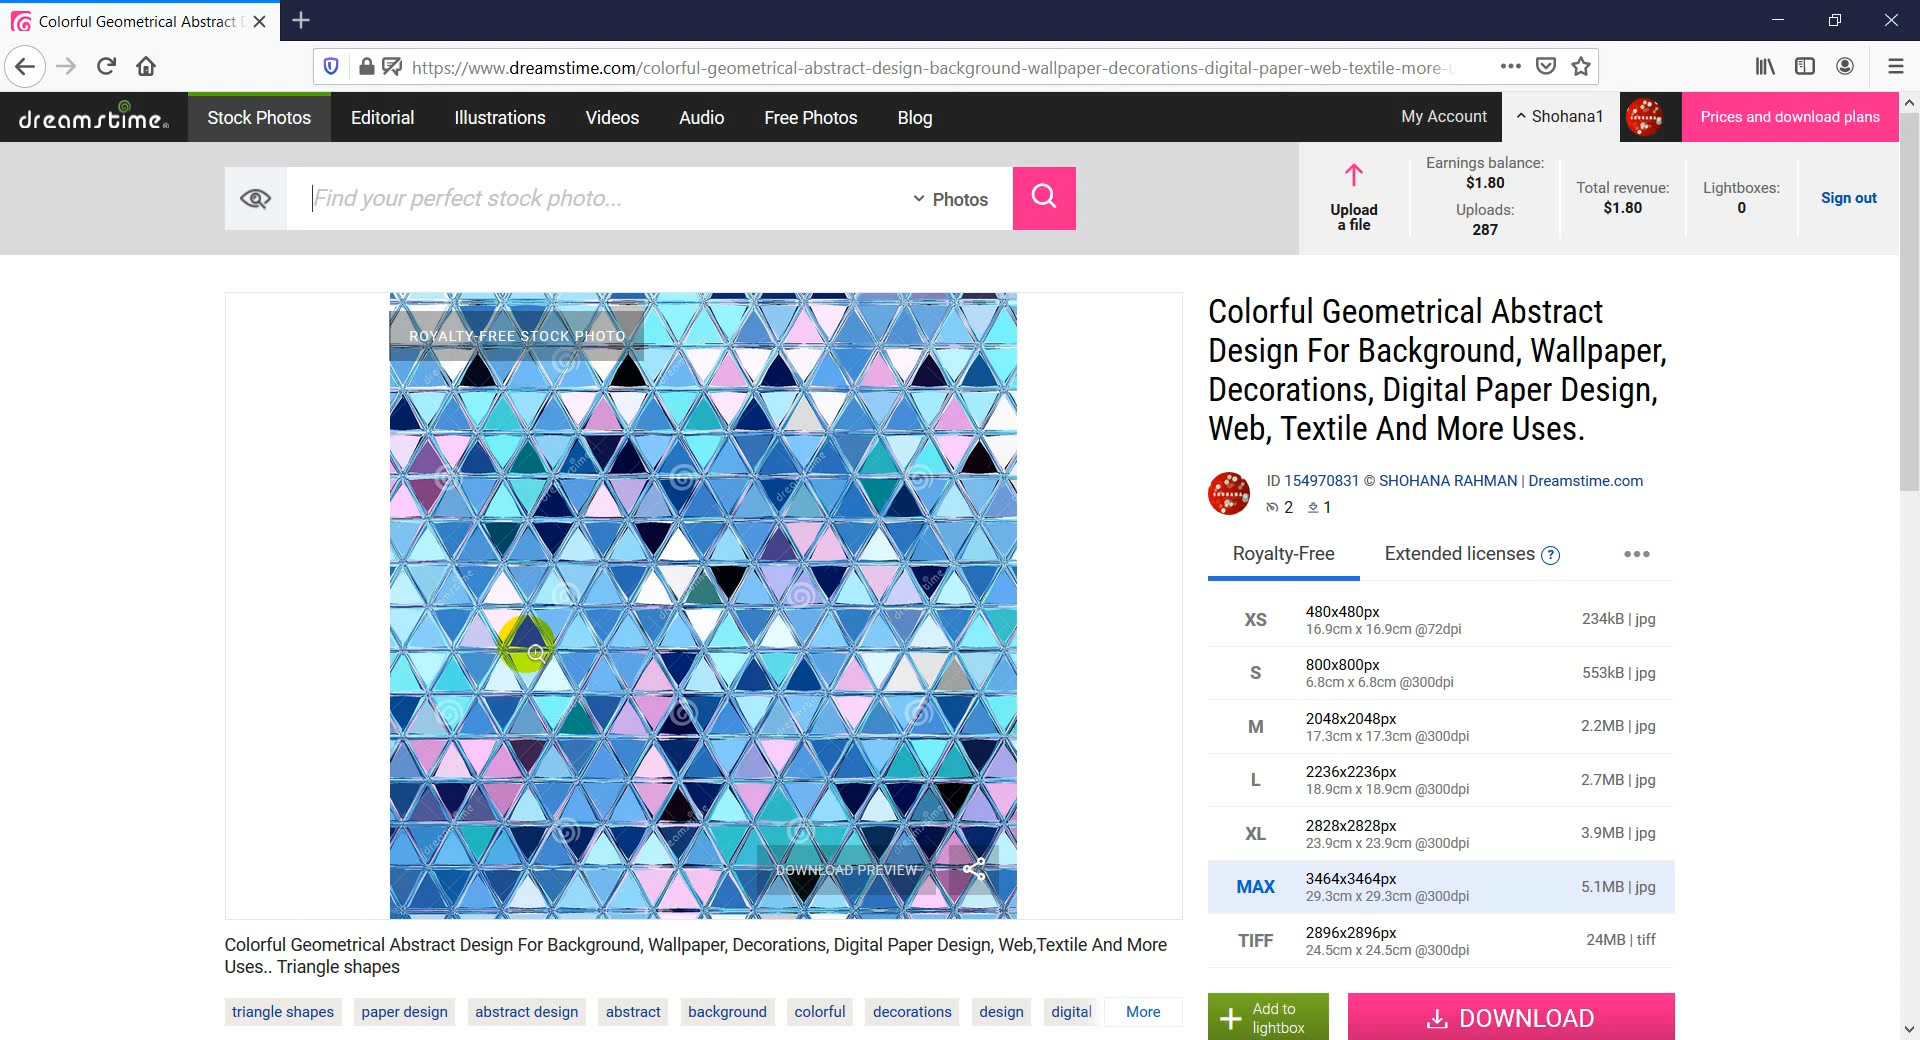 Colorful Geometrical Abstract
https://www.dreamstime.com/colorful-geometrical-abstract-design-background-wallpaper-decorations-digital-paper-web-textile-more-
dreamstime
Stock Photos
Editorial
Illustrations
Videos
Audio
Free Photos
Blog
My Account
Shohana1
Prices and download plans
Find your perfect stock photo...
Photos
Upload
a file
Earnings balance:
$1.80
Uploads:
287
Total revenue:
$1.80
Lightboxes:
0
Sign out
ROYALTY-FREE STOCK PHOTO
DOWNLOAD PREVIEW
Colorful Geometrical Abstract Design For Background, Wallpaper, Decorations, Digital Paper Design, Web,Textile And More
Uses.. Triangle shapes
triangle shapes
paper design
abstract design
abstract
background
colorful
decorations
design
digital
More
Colorful Geometrical Abstract
Design For Background, Wallpaper,
Decorations, Digital Paper Design,
Web, Textile And More Uses.
ID 154970831 © SHOHANA RAHMAN | Dreamstime.com
2 1
Royalty-Free
Extended licenses ?
XS 480x480px 234kB | jpg
16.9cm x 16.9cm @72dpi
S 800x800px 553kB | jpg
6.8cm x 6.8cm @300dpi
M 2048x2048px 2.2MB | jpg
17.3cm x 17.3cm @300dpi
L 2236x2236px 2.7MB | jpg
18.9cm x 18.9cm @300dpi
XL 2828x2828px 3.9MB | jpg
23.9cm x 23.9cm @300dpi
MAX 3464x3464px 5.1MB | jpg
29.3cm x 29.3cm @300dpi
TIFF 2896x2896px 24MB | tiff
24.5cm x 24.5cm @300dpi
Add to
lightbox
DOWNLOAD